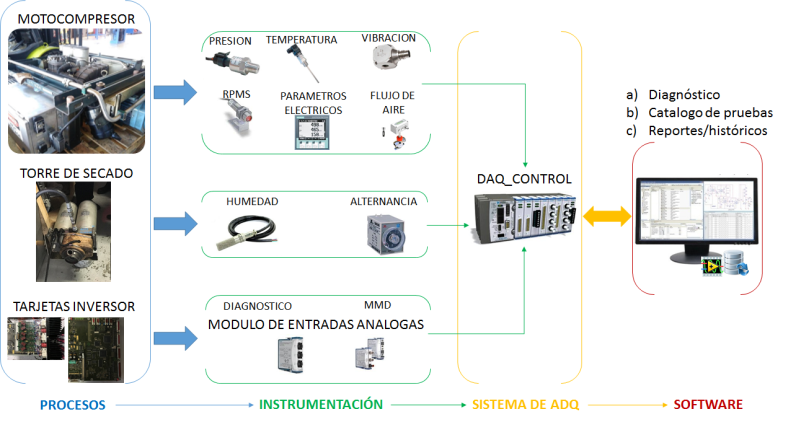 MOTOCOMPRESOR
PRESION
TEMPERATURA
VIBRACION
RPMS
PARAMETROS
ELECTRICOS
FLUJO DE
AIRE
a) Diagnóstico
b) Catalogo de pruebas
c) Reportes/históricos
TORRE DE SECADO
HUMEDAD
ALTERNANCIA
DAQ_CONTROL
TARJETAS INVERSOR
DIAGNOSTICO
MMD
MODULO DE ENTRADAS ANALOGAS
PROCESOS
INSTRUMENTACIÓN
SISTEMA DE ADQ
SOFTWARE